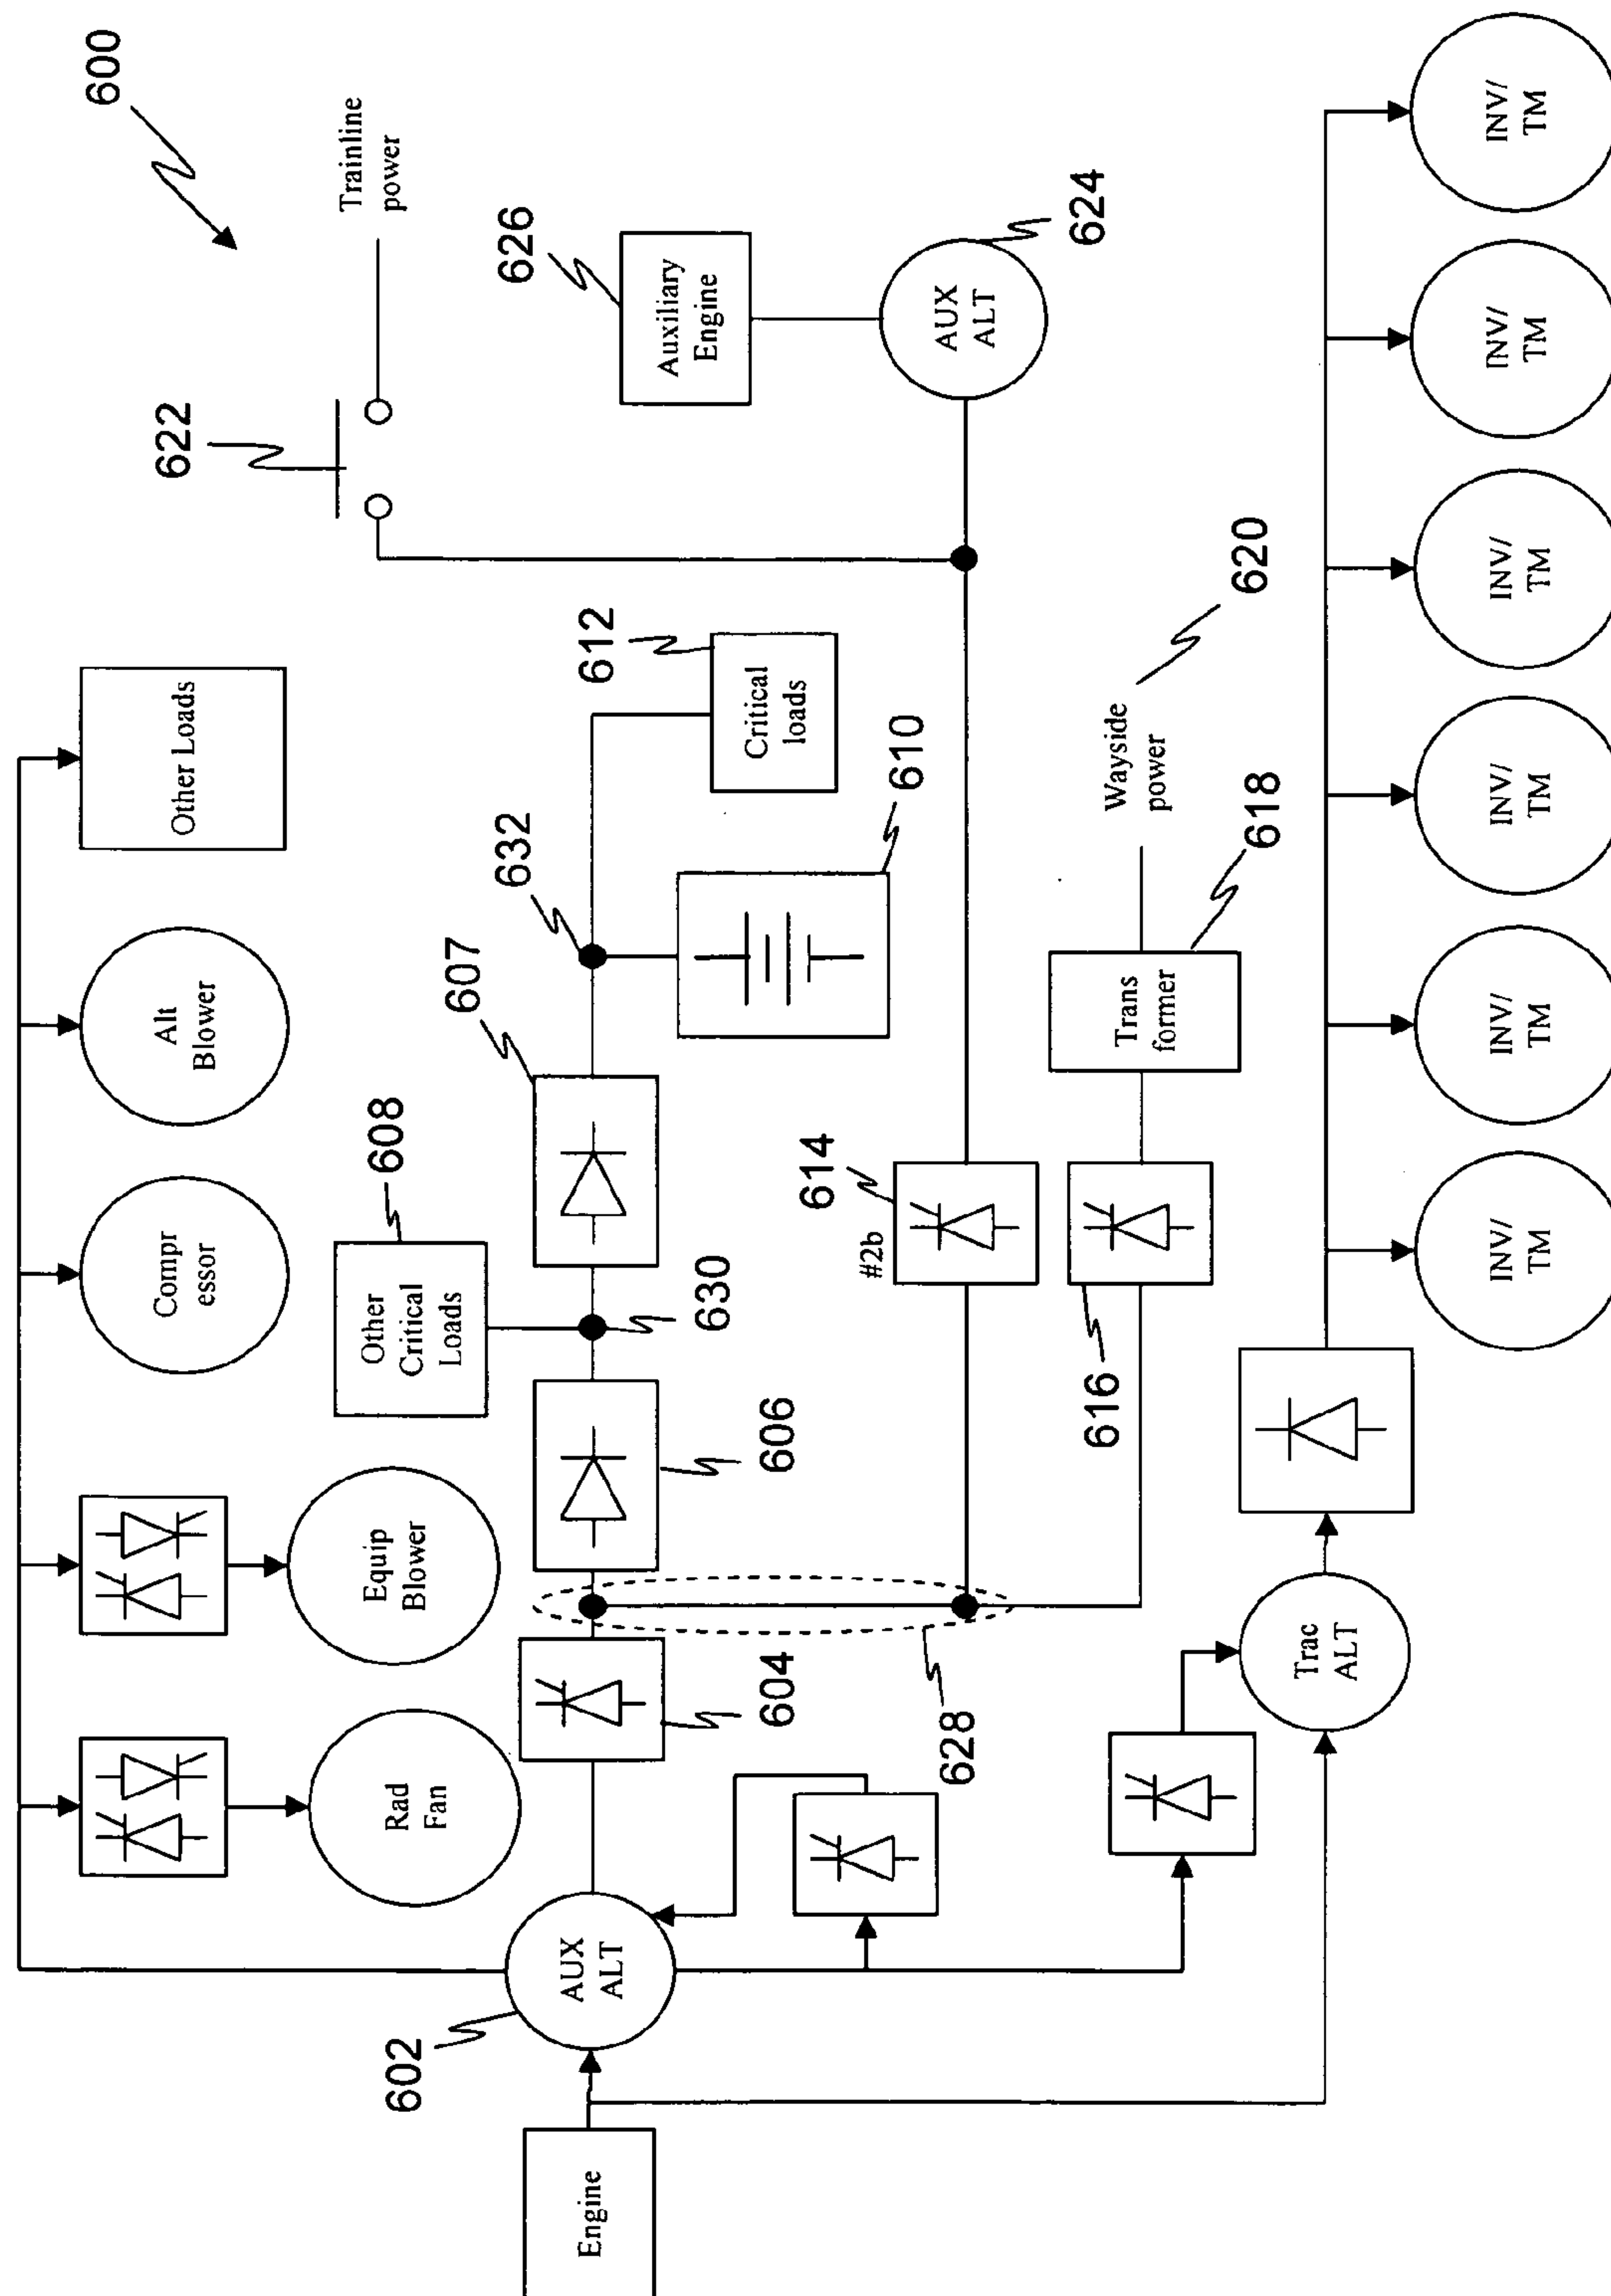 600
Trainline
power
622
626
Auxiliary
Engine
AUX
ALT
624
Other Loads
Alt
Blower
Compr
essor
Equip
Blower
Rad
Fan
612
Critical
loads
610
632
607
608
Other
Critical
Loads
630
606
604
628
#2b
614
616
Wayside
power
620
618
Trans
former
602
AUX
ALT
Engine
Trac
ALT
INV/
TM
INV/
TM
INV/
TM
INV/
TM
INV/
TM
INV/
TM